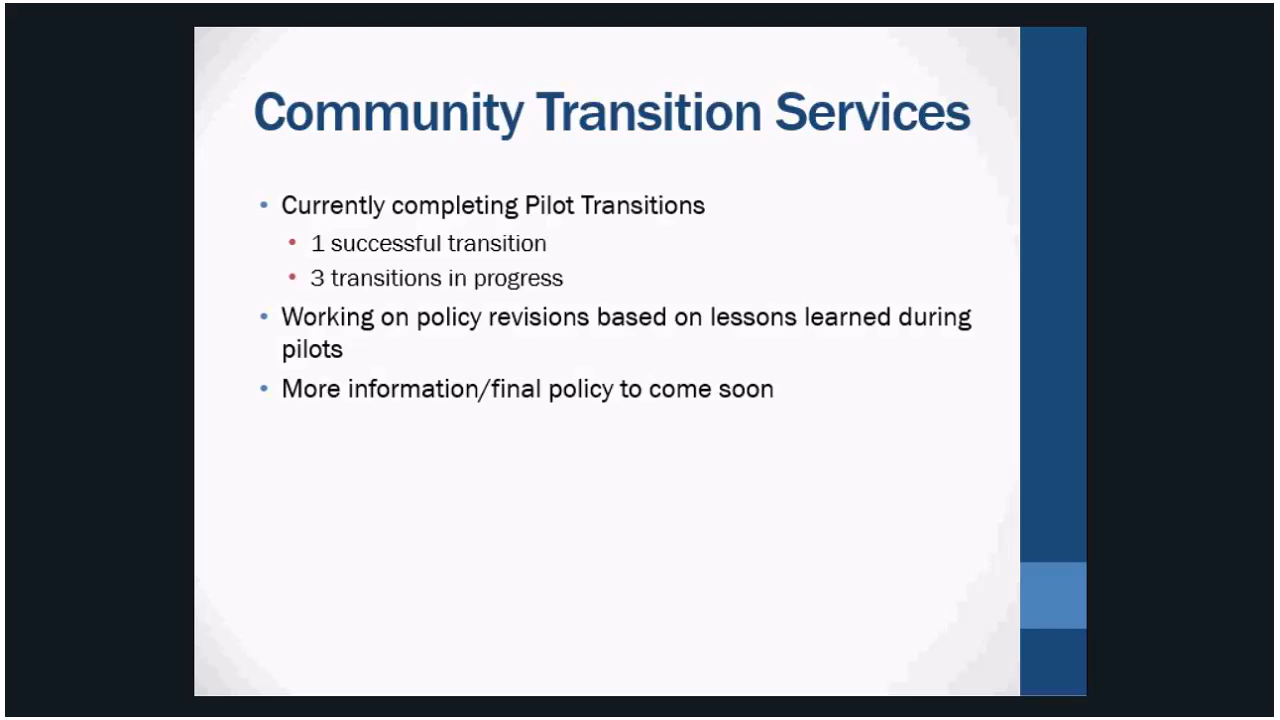 Community Transition Services
• Currently completing Pilot Transitions
• 1 successful transition
• 3 transitions in progress
• Working on policy revisions based on lessons learned during
pilots
• More information/final policy to come soon